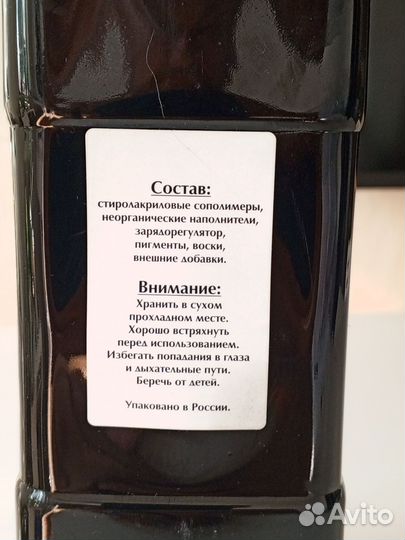 Состав:
стиролакриловые сополимеры,
неорганические наполнители,
зарядорегулятор,
пигменты, воски,
внешние добавки.
Внимание:
Хранить в сухом
прохладном месте.
Хорошо встряхнуть
перед использованием.
Избегать попадания в глаза
и дыхательные пути.
Беречь от детей.
Упаковано в России.
Avito